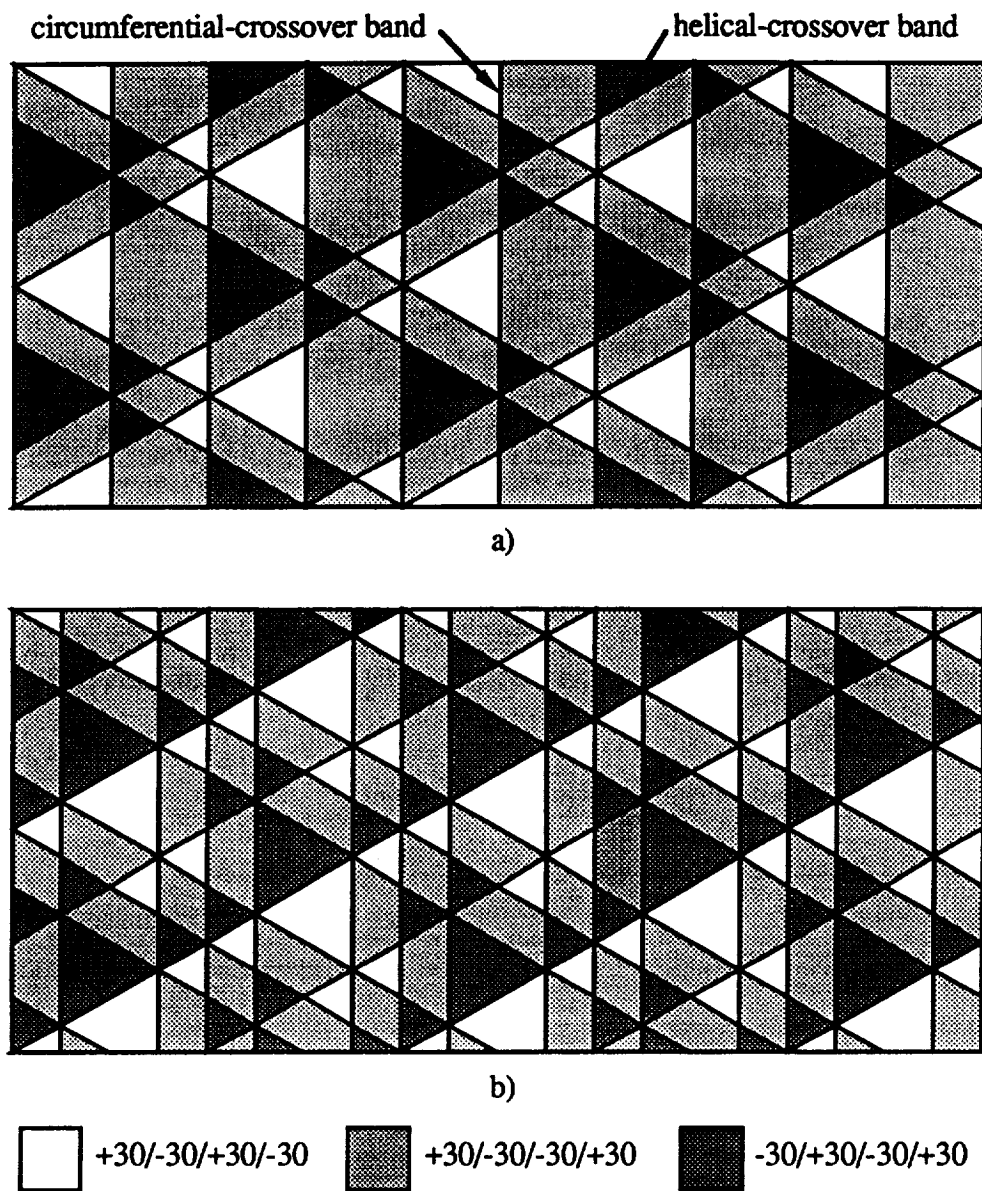 circumferential-crossover band
helical-crossover band
a)
b)
+30/-30/+30/-30
+30/-30/-30/+30
-30/+30/-30/+30